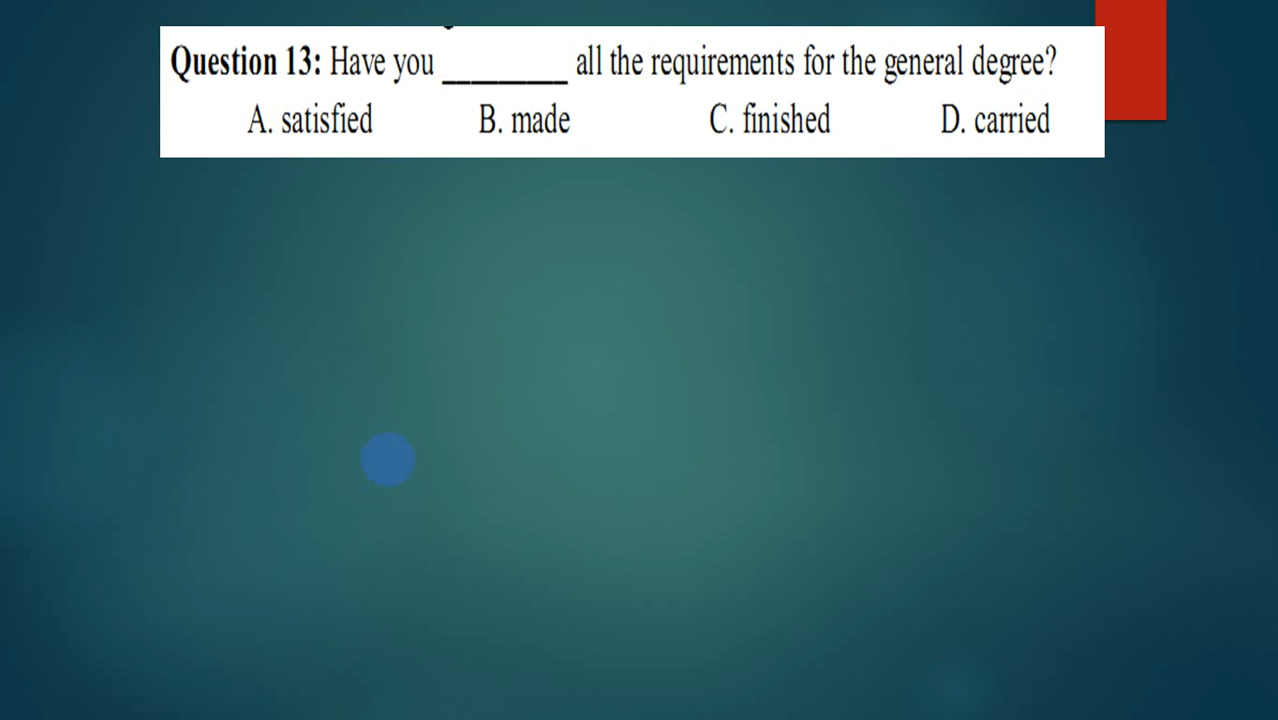 Question 13: Have you ________ all the requirements for the general degree?
A. satisfied B. made C. finished D. carried